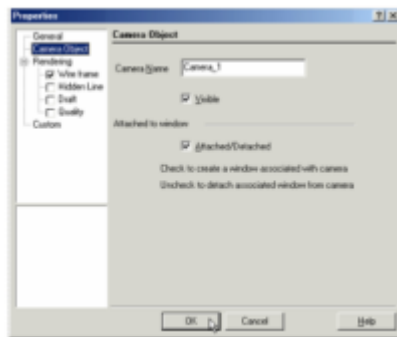 Properties
General
Camera Object
Rendering
Wire frame
Hidden Line
Draft
Quality
Custom
Camera Object
Camera Name Camera_1
Visible
Attached to window
Attached/Detached
Check to create a window associated with camera
Uncheck to detach associated window from camera
OK Cancel Help